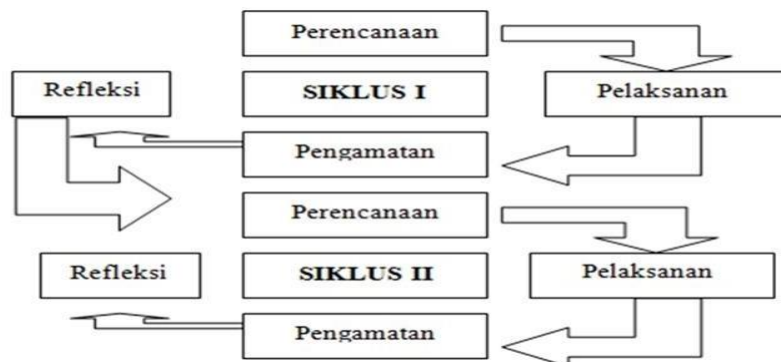 Perencanaan
Refleksi
SIKLUS I
Pelaksanan
Pengamatan
Perencanaan
Refleksi
SIKLUS II
Pelaksanan
Pengamatan